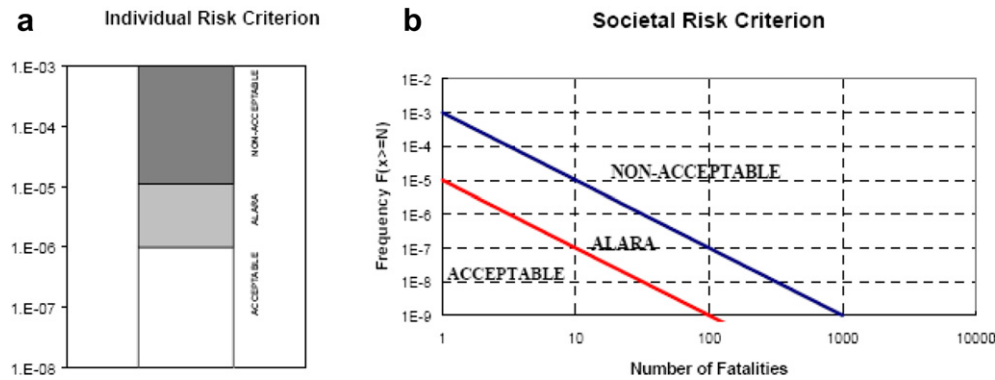 a
Individual Risk Criterion
1.E-03
1.E-04
1.E-05
1.E-06
1.E-07
1.E-08
NON-ACCEPTABLE
ALARA
ACCEPTABLE
b
Societal Risk Criterion
Frequency F(x>=N)
1E-2
1E-3
1E-4
1E-5
1E-6
1E-7
1E-8
1E-9
NON-ACCEPTABLE
ALARA
ACCEPTABLE
1 10 100 1000 10000
Number of Fatalities